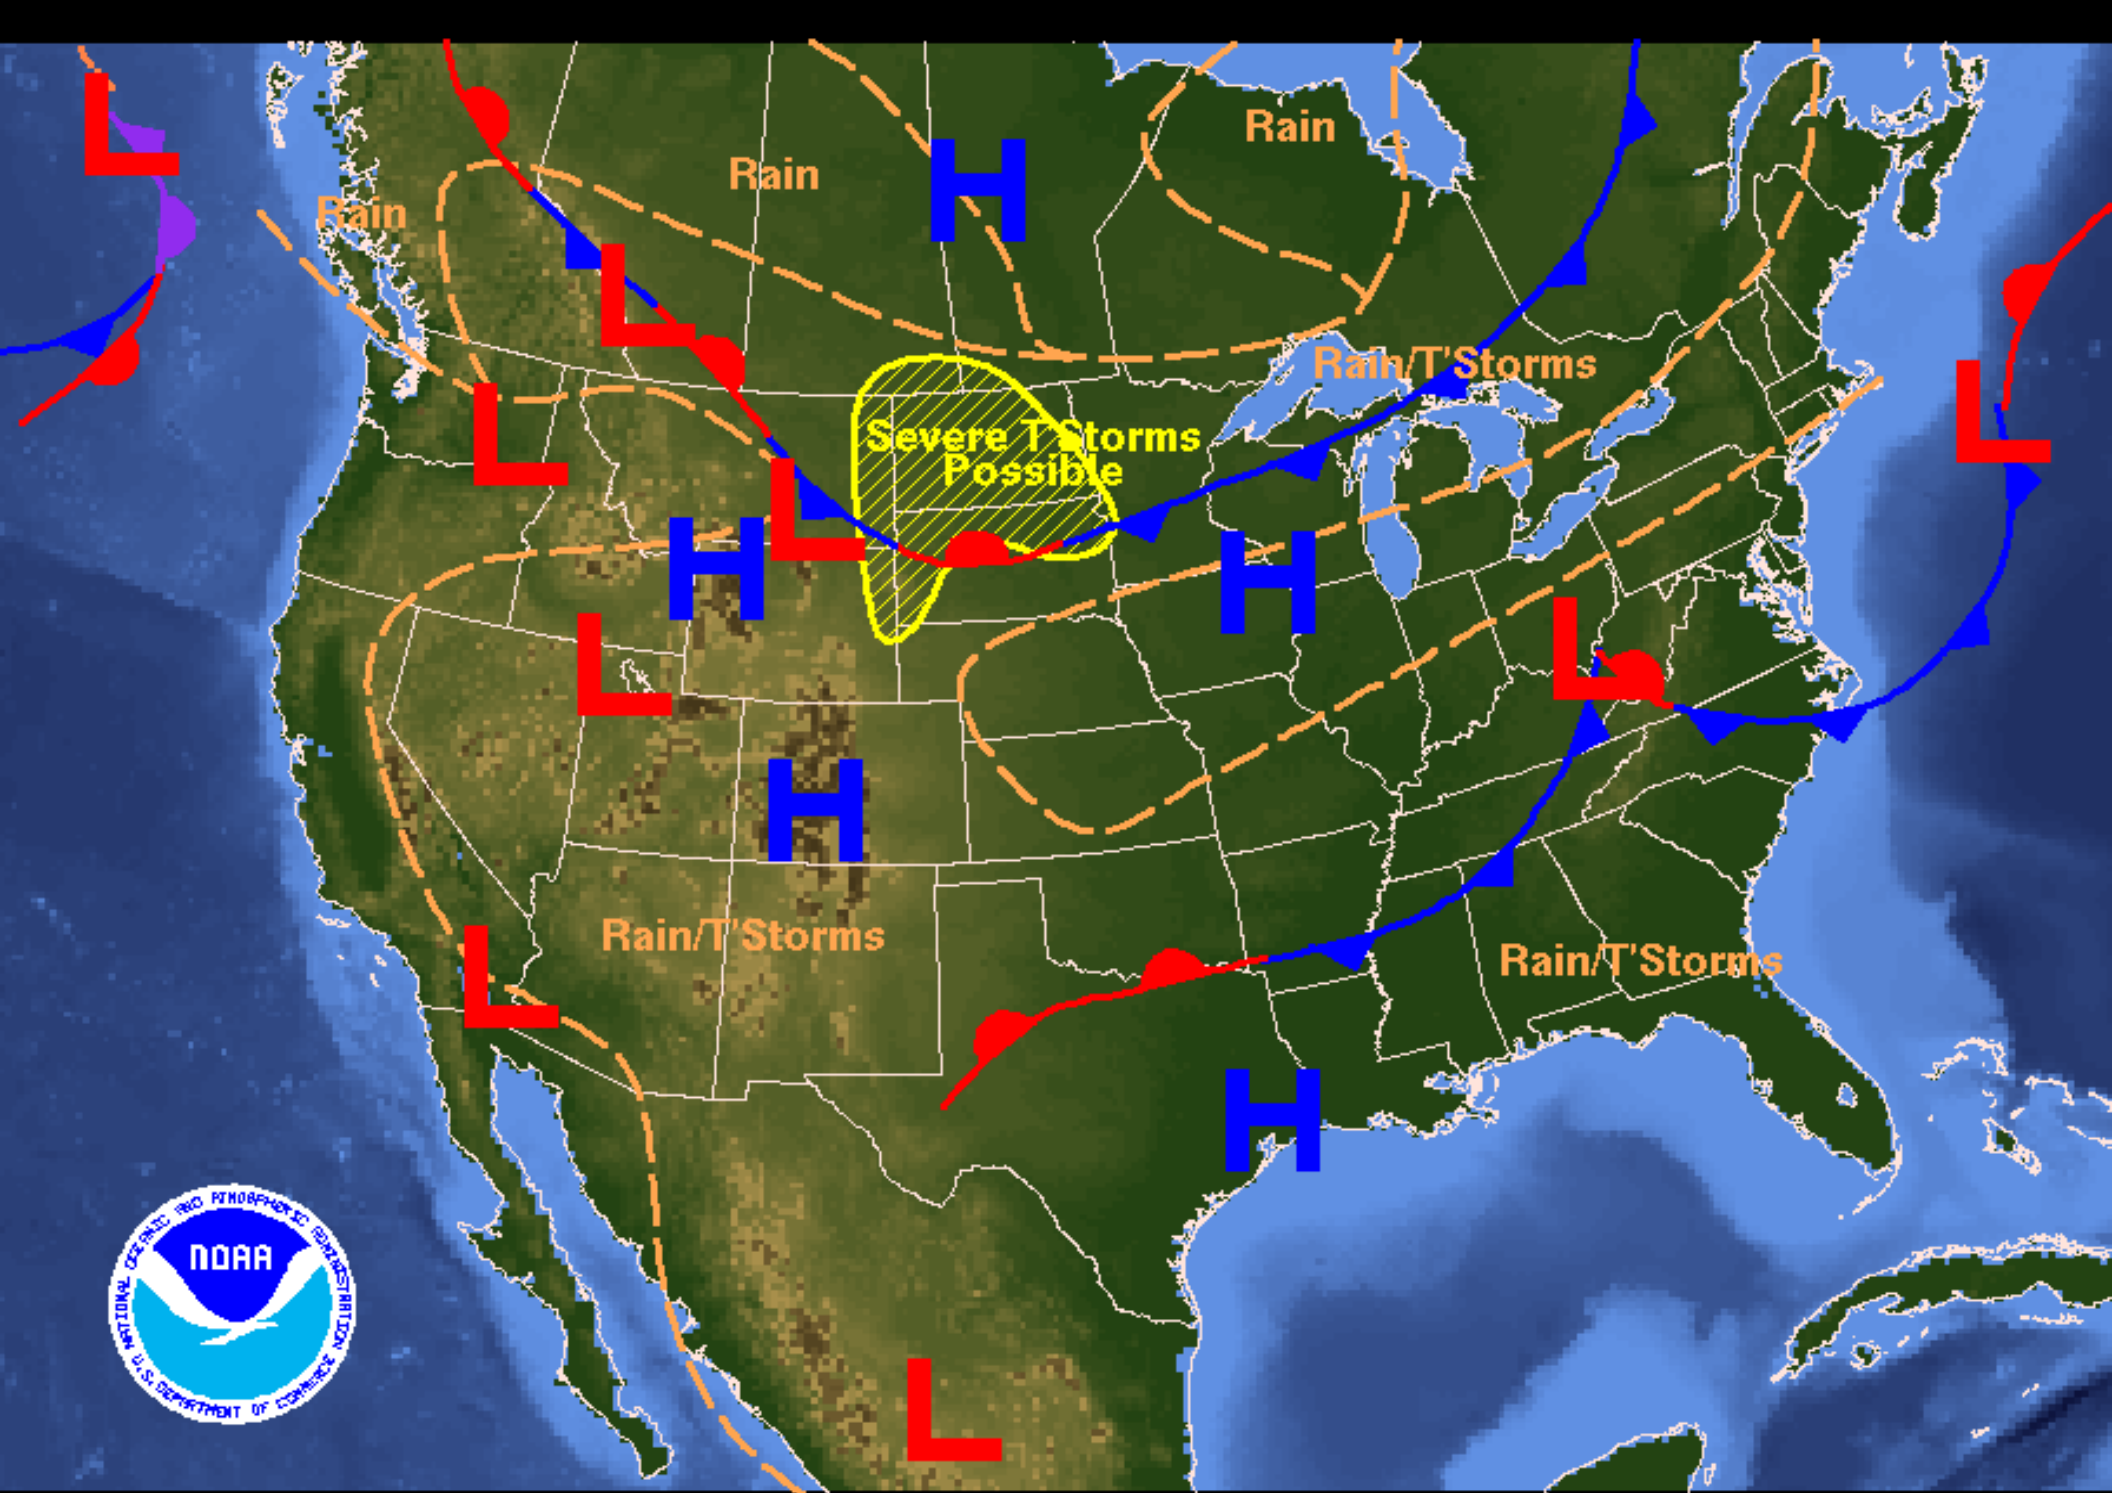 Rain
Rain
Rain
Rain/T'Storms
Severe T'Storms
Possible
L
L
L
L
L
L
L
L
L
H
H
H
H
H
Rain/T'Storms
Rain/T'Storms
NATIONAL OCEANIC AND ATMOSPHERIC ADMINISTRATION
NOAA
U.S. DEPARTMENT OF COMMERCE